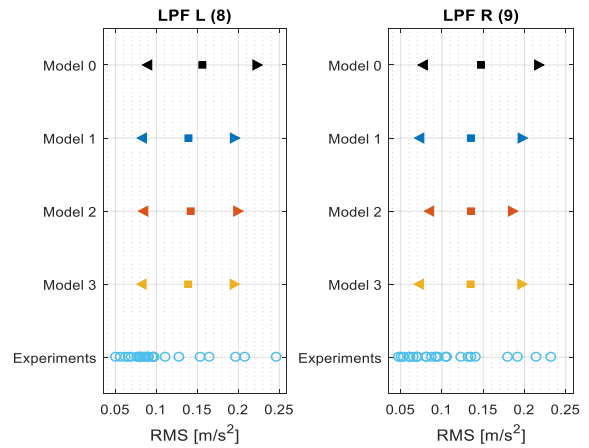 LPF L (8)
Model 0
Model 1
Model 2
Model 3
Experiments
0.05 0.1 0.15 0.2 0.25
RMS [m/s²]
LPF R (9)
Model 0
Model 1
Model 2
Model 3
Experiments
0.05 0.1 0.15 0.2 0.25
RMS [m/s²]